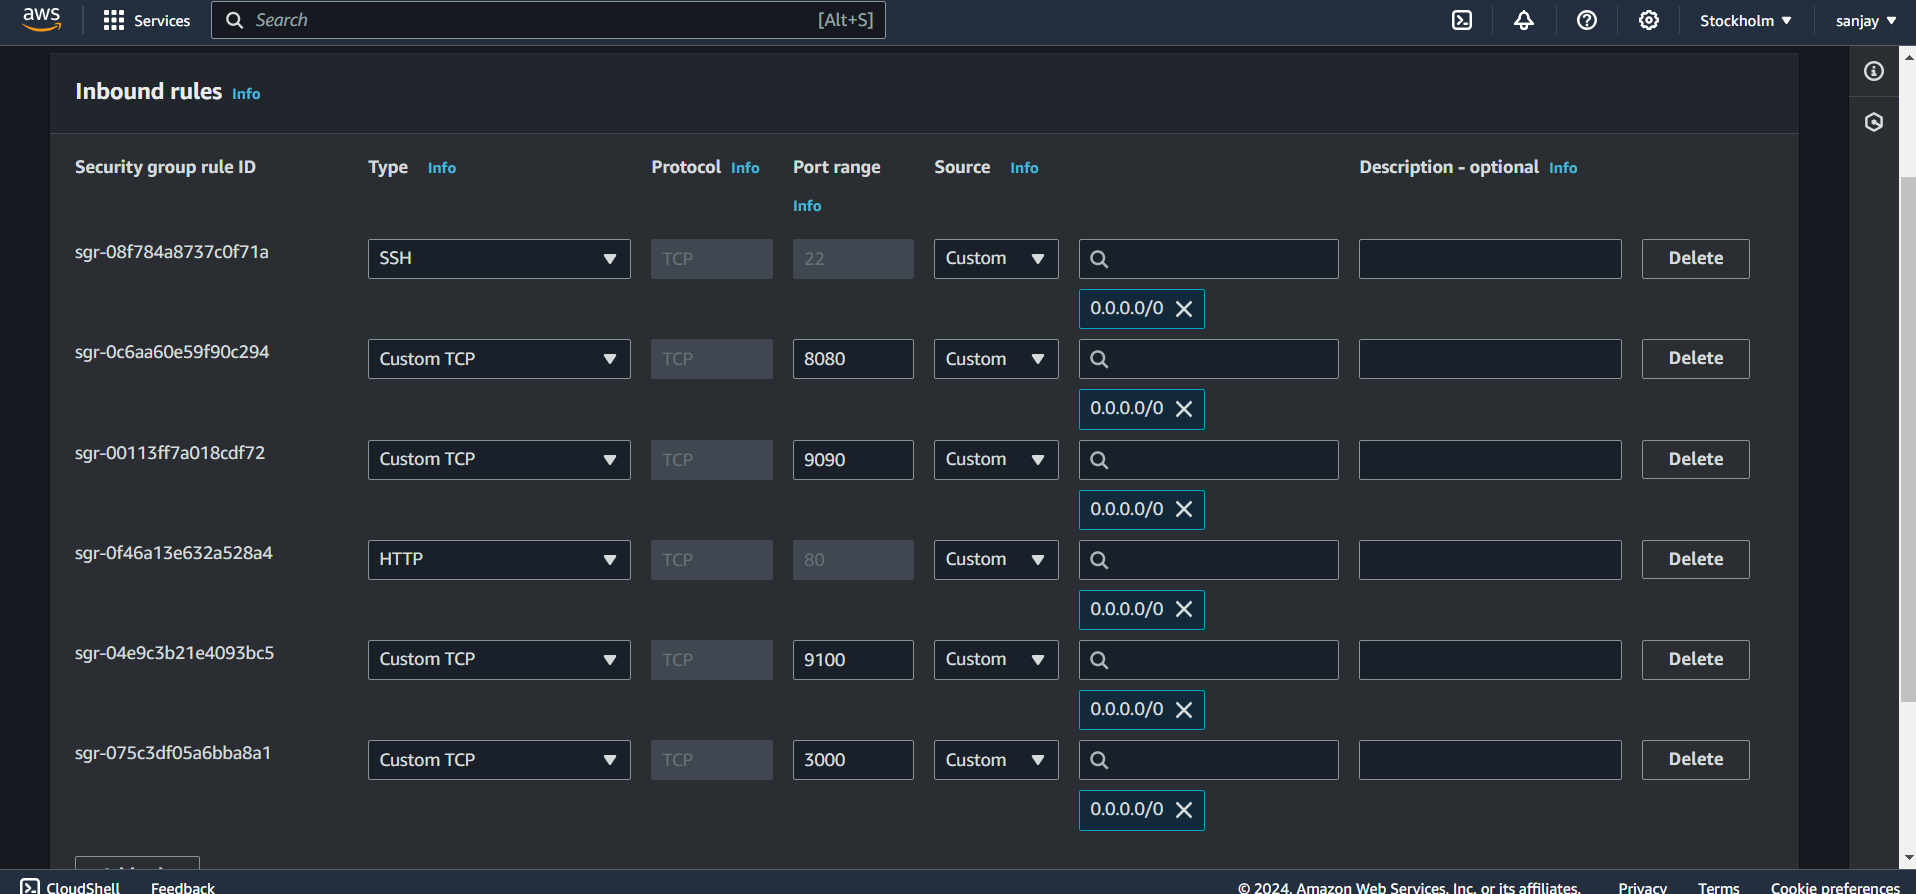 aws
Services
Search [Alt+S]
Stockholm
sanjay
Inbound rules Info
Security group rule ID
Type Info
Protocol Info
Port range
Info
Source Info
Description - optional Info
sgr-08f784a8737c0f71a
SSH
TCP
22
Custom
Delete
0.0.0.0/0
sgr-0c6aa60e59f90c294
Custom TCP
TCP
8080
Custom
Delete
0.0.0.0/0
sgr-00113ff7a018cdf72
Custom TCP
TCP
9090
Custom
Delete
0.0.0.0/0
sgr-0f46a13e632a528a4
HTTP
TCP
80
Custom
Delete
0.0.0.0/0
sgr-04e9c3b21e4093bc5
Custom TCP
TCP
9100
Custom
Delete
0.0.0.0/0
sgr-075c3df05a6bba8a1
Custom TCP
TCP
3000
Custom
Delete
0.0.0.0/0
CloudShell
Feedback
© 2024, Amazon Web Services, Inc. or its affiliates.
Privacy
Terms
Cookie preferences